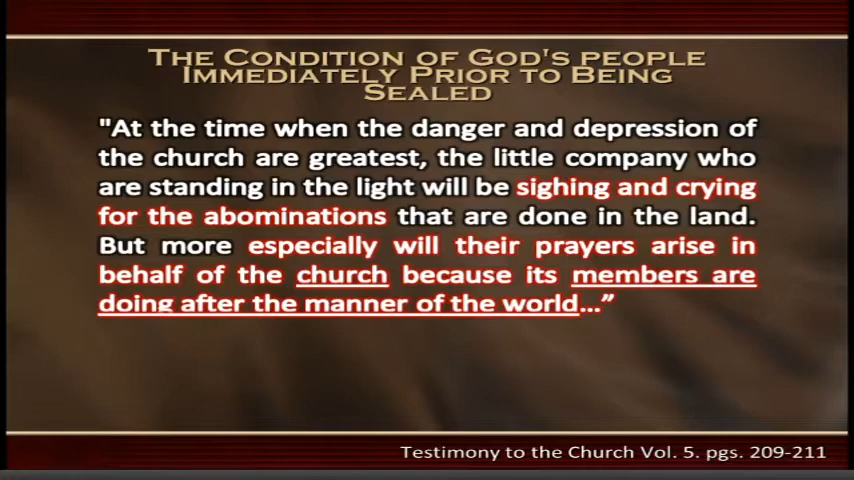 The Condition of God's people
Immediately Prior to Being
Sealed
"At the time when the danger and depression of
the church are greatest, the little company who
are standing in the light will be sighing and crying
for the abominations that are done in the land.
But more especially will their prayers arise in
behalf of the church because its members are
doing after the manner of the world…”
Testimony to the Church Vol. 5. pgs. 209-211